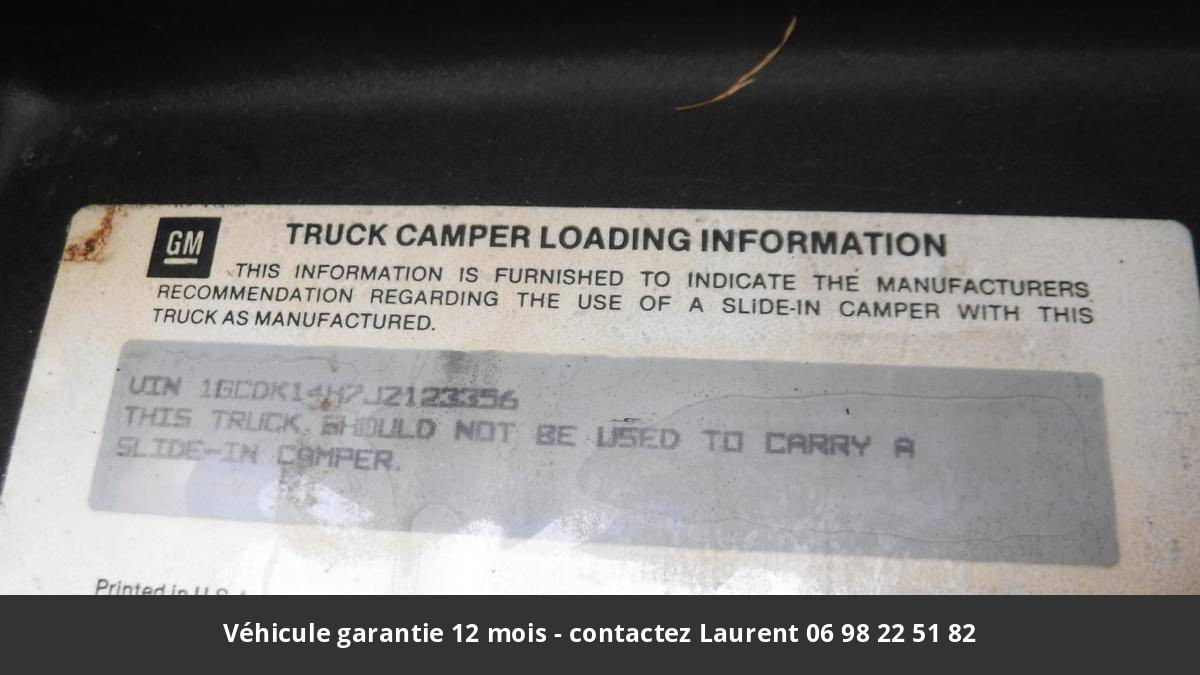 GM
TRUCK CAMPER LOADING INFORMATION
THIS INFORMATION IS FURNISHED TO INDICATE THE MANUFACTURERS
RECOMMENDATION REGARDING THE USE OF A SLIDE-IN CAMPER WITH THIS
TRUCK AS MANUFACTURED.
VIN 1GCDK14H7JZ123356
THIS TRUCK SHOULD NOT BE USED TO CARRY A
SLIDE-IN CAMPER.
Printed in U.S.
Véhicule garantie 12 mois - contactez Laurent 06 98 22 51 82